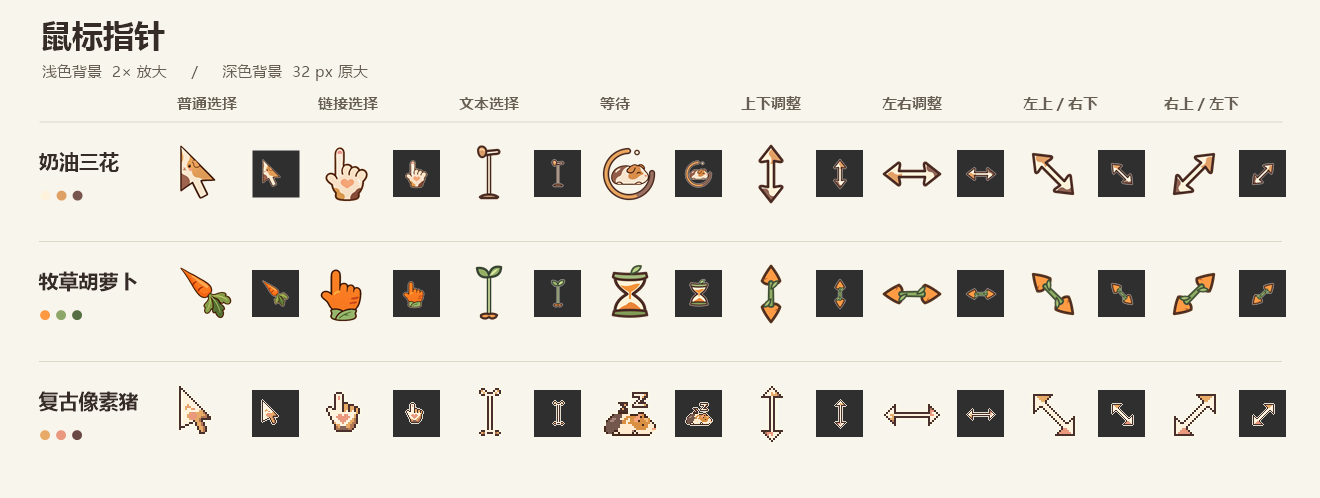 鼠标指针
浅色背景 2× 放大 / 深色背景 32 px 原大
普通选择 链接选择 文本选择 等待 上下调整 左右调整 左上 / 右下 右上 / 左下
奶油三花
牧草胡萝卜
复古像素猪